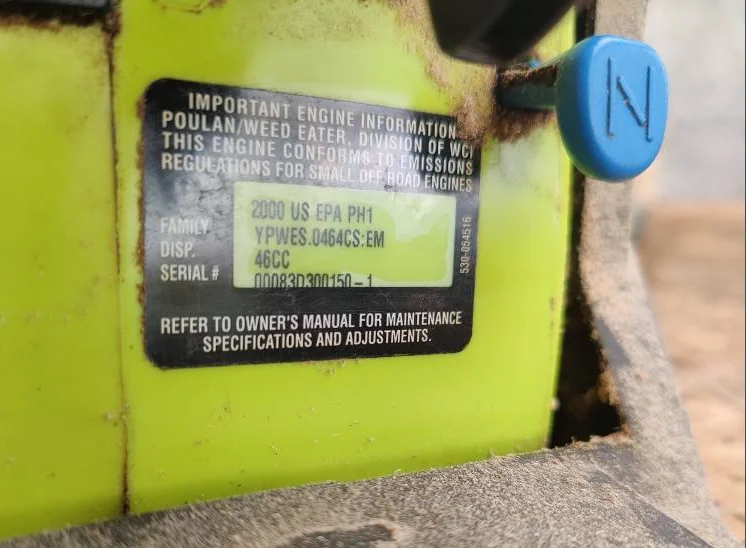 IMPORTANT ENGINE INFORMATION
POULAN/WEED EATER, DIVISION OF WCI
THIS ENGINE CONFORMS TO EMISSIONS
REGULATIONS FOR SMALL OFF ROAD ENGINES
2000 US EPA PH1
FAMILY YPWES.0464CS:EM
DISP. 46CC
SERIAL # 00083D300150-1
530-054516
REFER TO OWNER'S MANUAL FOR MAINTENANCE
SPECIFICATIONS AND ADJUSTMENTS.
N